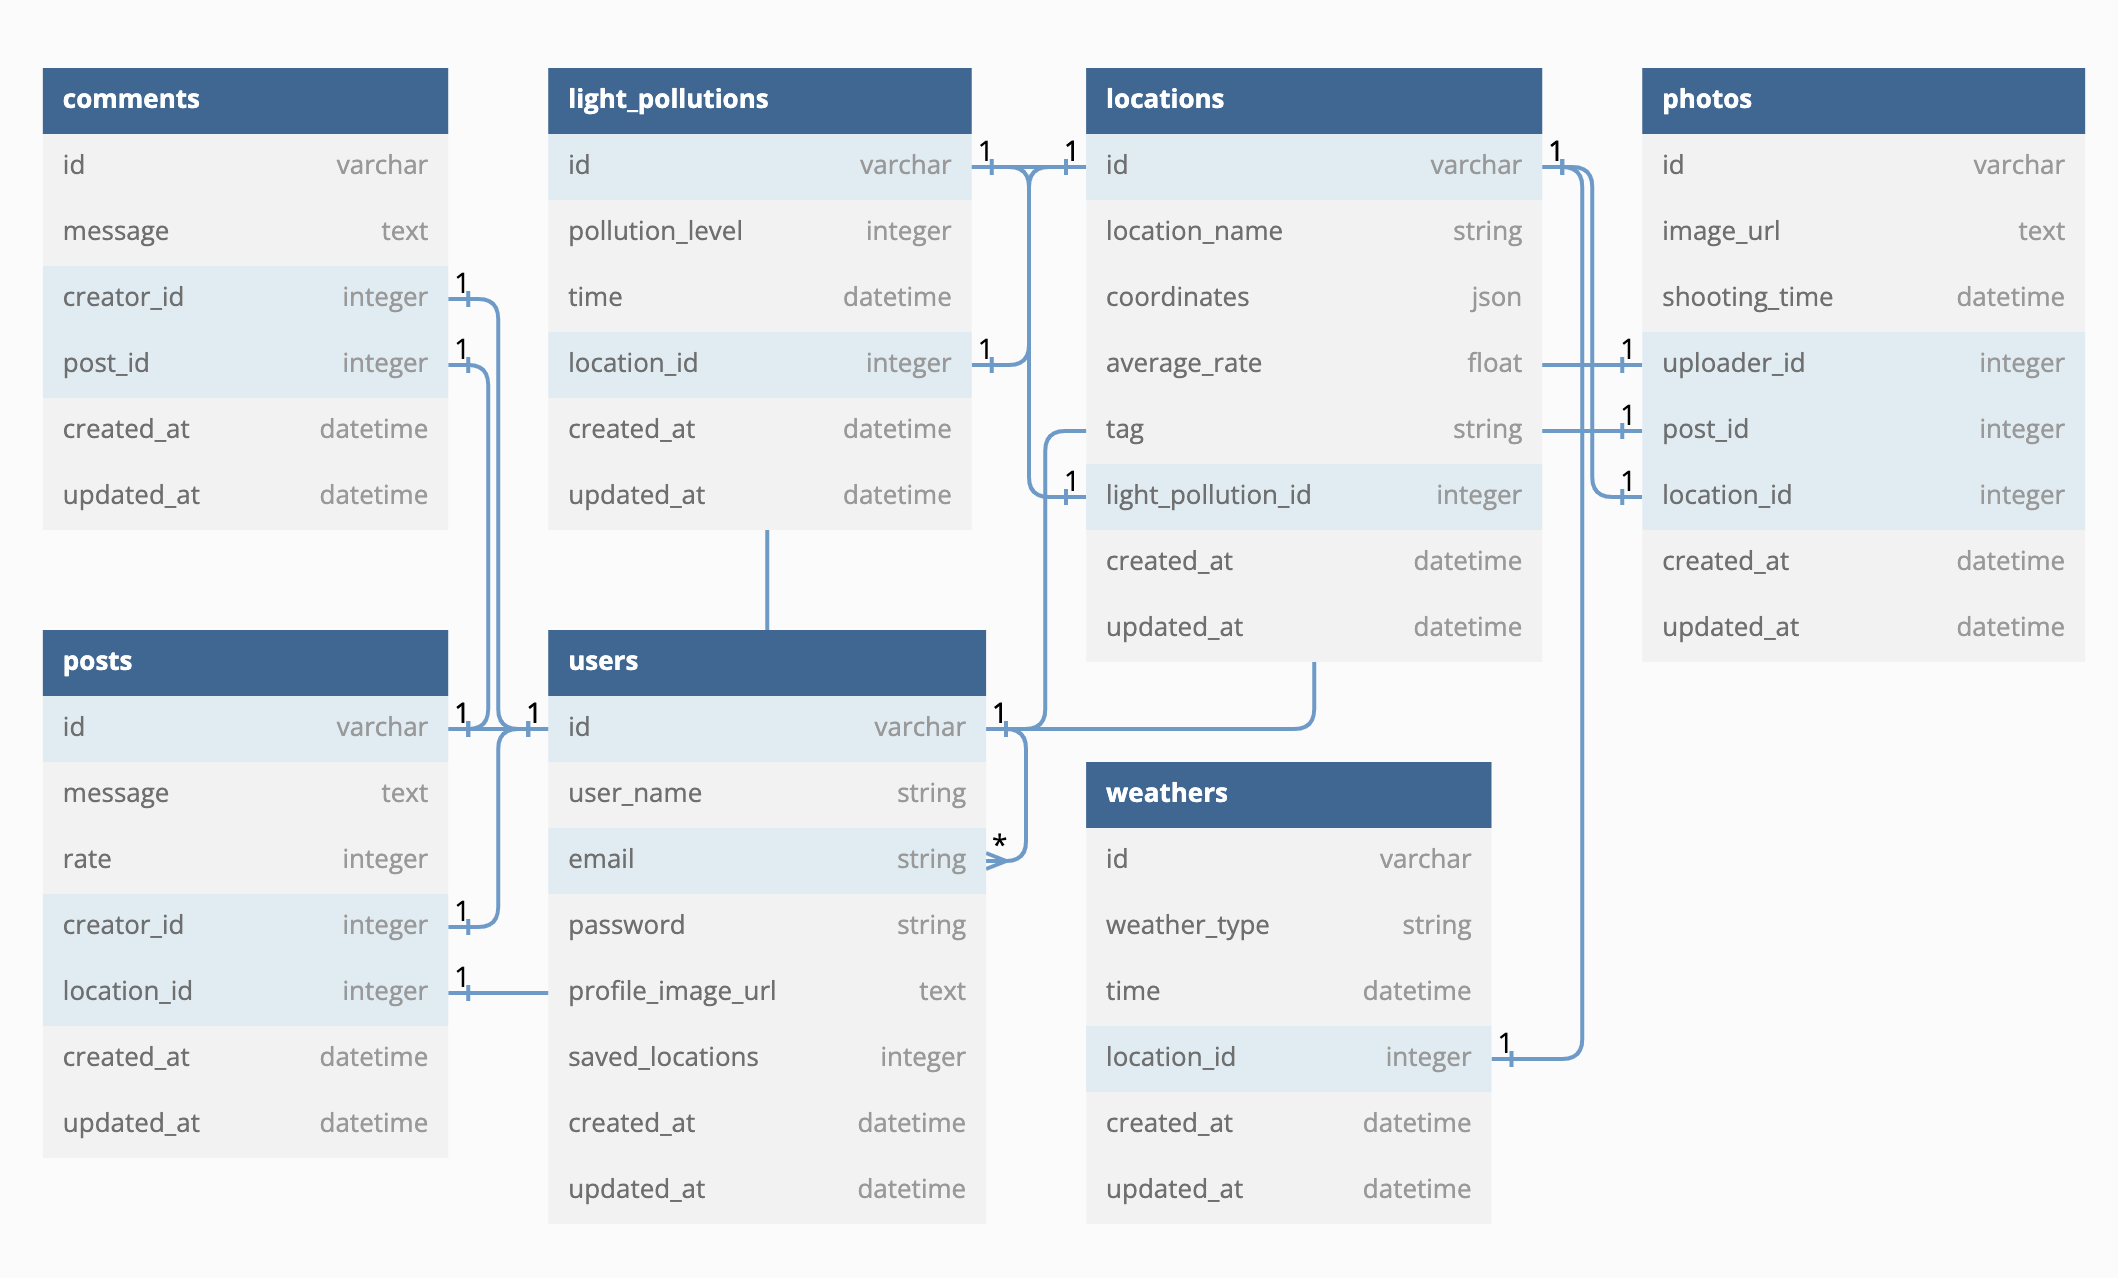 comments
id varchar
message text
creator_id integer 1
post_id integer 1
created_at datetime
updated_at datetime
light_pollutions
id varchar 1
pollution_level integer
time datetime
location_id integer 1
created_at datetime
updated_at datetime
locations
1 id varchar 1
location_name string
coordinates json
average_rate float
tag string
1 light_pollution_id integer
created_at datetime
updated_at datetime
photos
id varchar
image_url text
shooting_time datetime
1 uploader_id integer
1 post_id integer
1 location_id integer
created_at datetime
updated_at datetime
posts
id varchar 1
message text
rate integer
creator_id integer 1
location_id integer 1
created_at datetime
updated_at datetime
users
1 id varchar 1
user_name string
email string *
password string
profile_image_url text
saved_locations integer
created_at datetime
updated_at datetime
weathers
id varchar
weather_type string
time datetime
location_id integer 1
created_at datetime
updated_at datetime